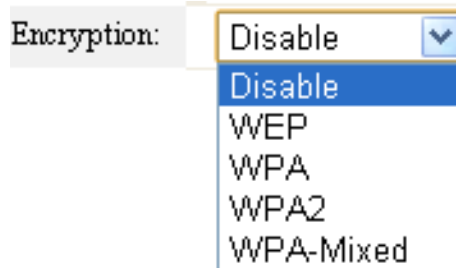 Encryption: Disable
Disable
WEP
WPA
WPA2
WPA-Mixed